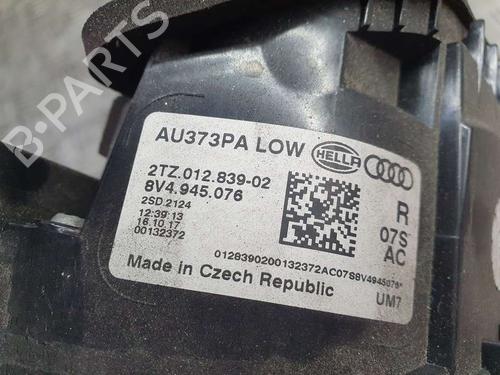 B-PARTS
AU373PA LOW HELLA
2TZ.012.839-02
8V4.945.076
2SD.2124
12:39:13
16.10.17
00132372
R
07S
AC
0128390200132372AC07S8V4945076*
Made in Czech Republic
UM7